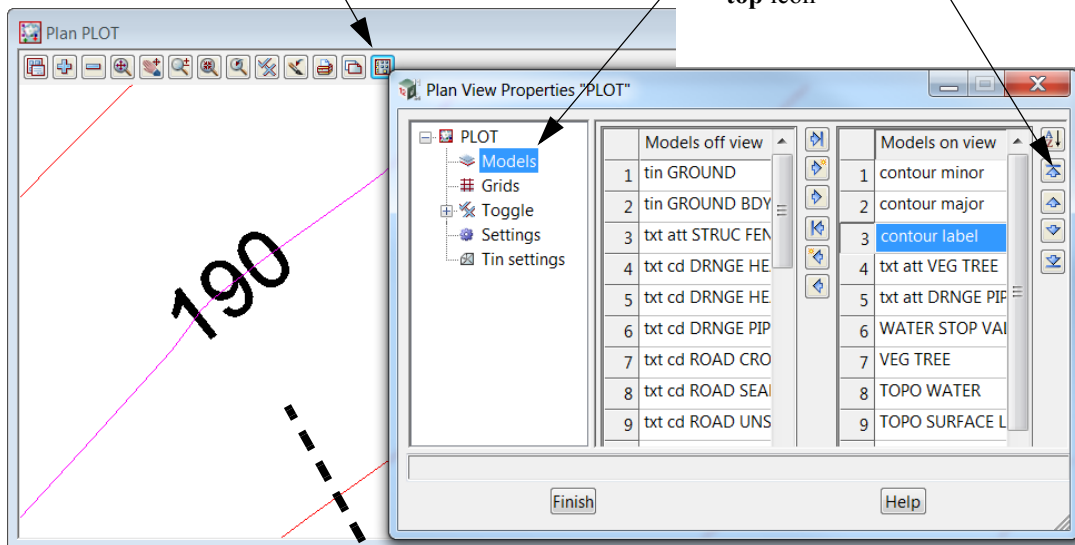 top icon
Plan PLOT
Plan View Properties "PLOT"
PLOT
Models
Grids
Toggle
Settings
Tin settings
Models off view
1 tin GROUND
2 tin GROUND BDY
3 txt att STRUC FEN
4 txt cd DRNGE HE
5 txt cd DRNGE HE
6 txt cd DRNGE PIP
7 txt cd ROAD CRO
8 txt cd ROAD SEA
9 txt cd ROAD UNS
Models on view
1 contour minor
2 contour major
3 contour label
4 txt att VEG TREE
5 txt att DRNGE PIP
6 WATER STOP VAL
7 VEG TREE
8 TOPO WATER
9 TOPO SURFACE L
190
Finish
Help